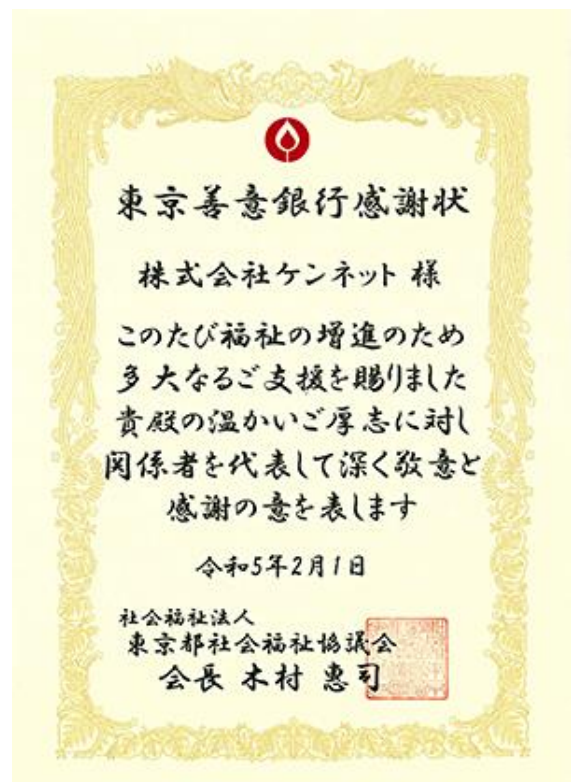 東京善意銀行感謝状
株式会社ケンネット 様
このたび福祉の増進のため
多大なるご支援を賜りました
貴殿の温かいご厚志に対し
関係者を代表して深く敬意と
感謝の意を表します
令和5年2月1日
社会福祉法人
東京都社会福祉協議会
会長 木村 惠司